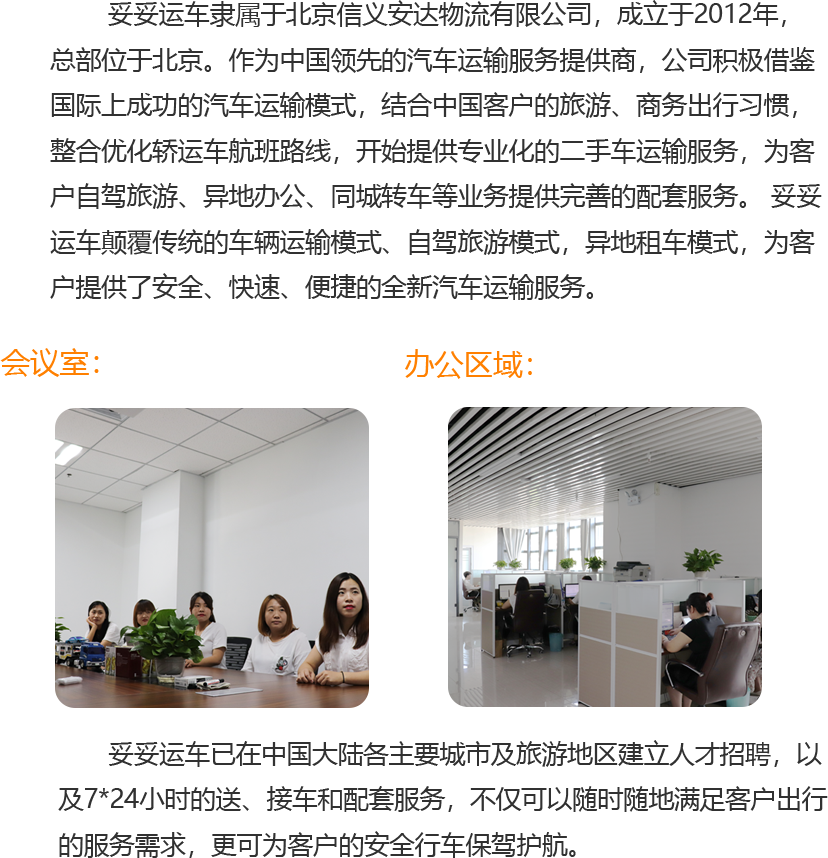 妥妥运车隶属于北京信义安达物流有限公司，成立于2012年，
总部位于北京。作为中国领先的汽车运输服务提供商，公司积极借鉴
国际上成功的汽车运输模式，结合中国客户的旅游、商务出行习惯，
整合优化轿运车航班路线，开始提供专业化的二手车运输服务，为客
户自驾旅游、异地办公、同城转车等业务提供完善的配套服务。 妥妥
运车颠覆传统的车辆运输模式、自驾旅游模式，异地租车模式，为客
户提供了安全、快速、便捷的全新汽车运输服务。
会议室：
办公区域：
妥妥运车已在中国大陆各主要城市及旅游地区建立人才招聘，以
及7*24小时的送、接车和配套服务，不仅可以随时随地满足客户出行
的服务需求，更可为客户的安全行车保驾护航。